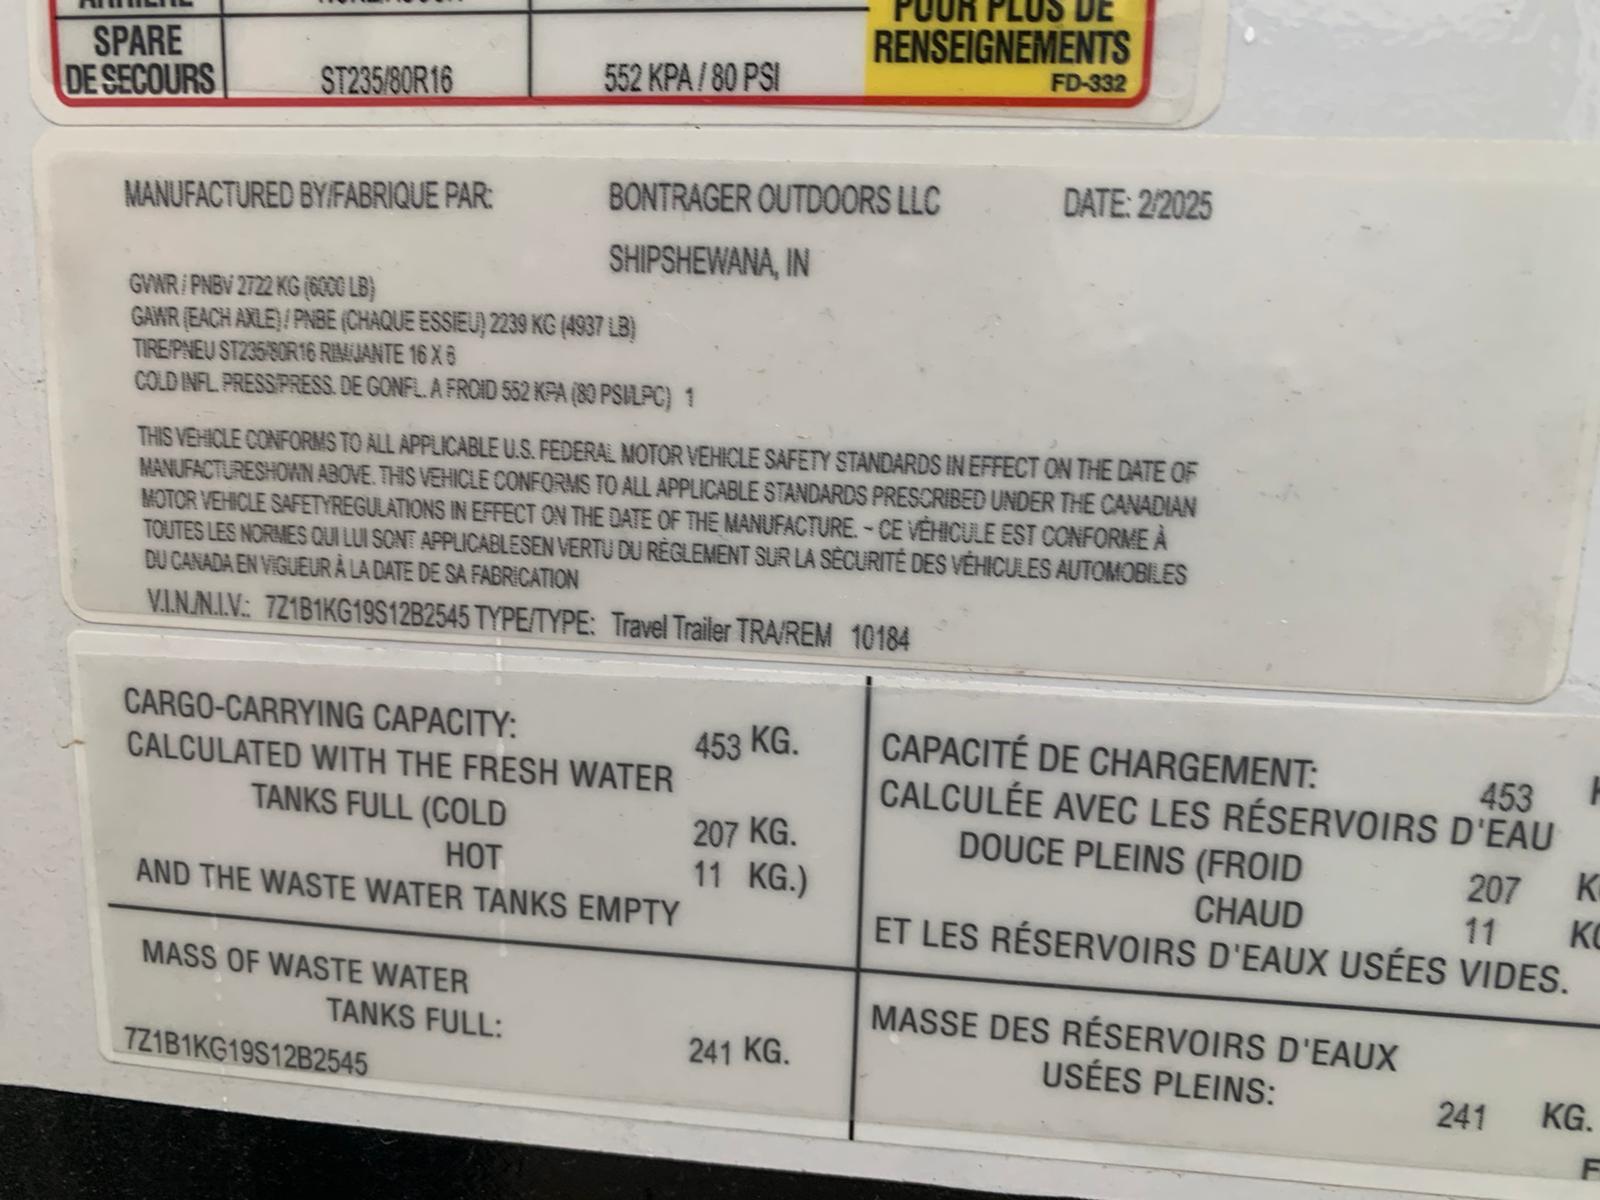 SPARE
DE SECOURS
ST235/80R16
552 KPA / 80 PSI
POUR PLUS DE
RENSEIGNEMENTS
FD-332
MANUFACTURED BY/FABRIQUE PAR: BONTRAGER OUTDOORS LLC DATE: 2/2025
SHIPSHEWANA, IN
GVWR / PNBV 2722 KG (6000 LB)
GAWR (EACH AXLE) / PNBE (CHAQUE ESSIEU) 2239 KG (4937 LB)
TIRE/PNEU ST235/80R16 RIM/JANTE 16 X 6
COLD INFL. PRESS/PRESS. DE GONFL. A FROID 552 KPA (80 PSI/LPC) 1
THIS VEHICLE CONFORMS TO ALL APPLICABLE U.S. FEDERAL MOTOR VEHICLE SAFETY STANDARDS IN EFFECT ON THE DATE OF
MANUFACTURESHOWN ABOVE. THIS VEHICLE CONFORMS TO ALL APPLICABLE STANDARDS PRESCRIBED UNDER THE CANADIAN
MOTOR VEHICLE SAFETYREGULATIONS IN EFFECT ON THE DATE OF THE MANUFACTURE. ~ CE VÉHICULE EST CONFORME À
TOUTES LES NORMES QUI LUI SONT APPLICABLESEN VERTU DU RÈGLEMENT SUR LA SÉCURITÉ DES VÉHICULES AUTOMOBILES
DU CANADA EN VIGUEUR À LA DATE DE SA FABRICATION
V.I.N./N.I.V.: 7Z1B1KG19S12B2545 TYPE/TYPE: Travel Trailer TRA/REM 10184
CARGO-CARRYING CAPACITY: 453 KG.
CALCULATED WITH THE FRESH WATER
TANKS FULL (COLD 207 KG.
HOT 11 KG.)
AND THE WASTE WATER TANKS EMPTY
MASS OF WASTE WATER
TANKS FULL: 241 KG.
7Z1B1KG19S12B2545
CAPACITÉ DE CHARGEMENT: 453
CALCULÉE AVEC LES RÉSERVOIRS D'EAU
DOUCE PLEINS (FROID 207
CHAUD 11
ET LES RÉSERVOIRS D'EAUX USÉES VIDES.
MASSE DES RÉSERVOIRS D'EAUX
USÉES PLEINS: 241 KG.